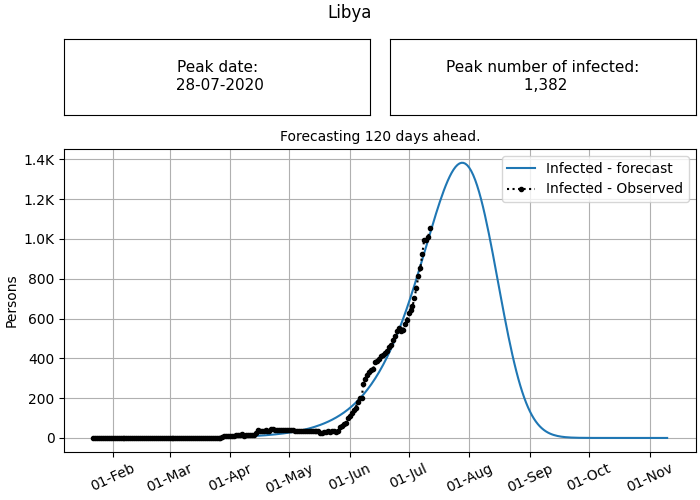 Libya
Peak date:
28-07-2020
Peak number of infected:
1,382
Forecasting 120 days ahead.
Infected - forecast
Infected - Observed
1.4K
1.2K
1.0K
800
600
400
200
0
Persons
01-Feb
01-Mar
01-Apr
01-May
01-Jun
01-Jul
01-Aug
01-Sep
01-Oct
01-Nov